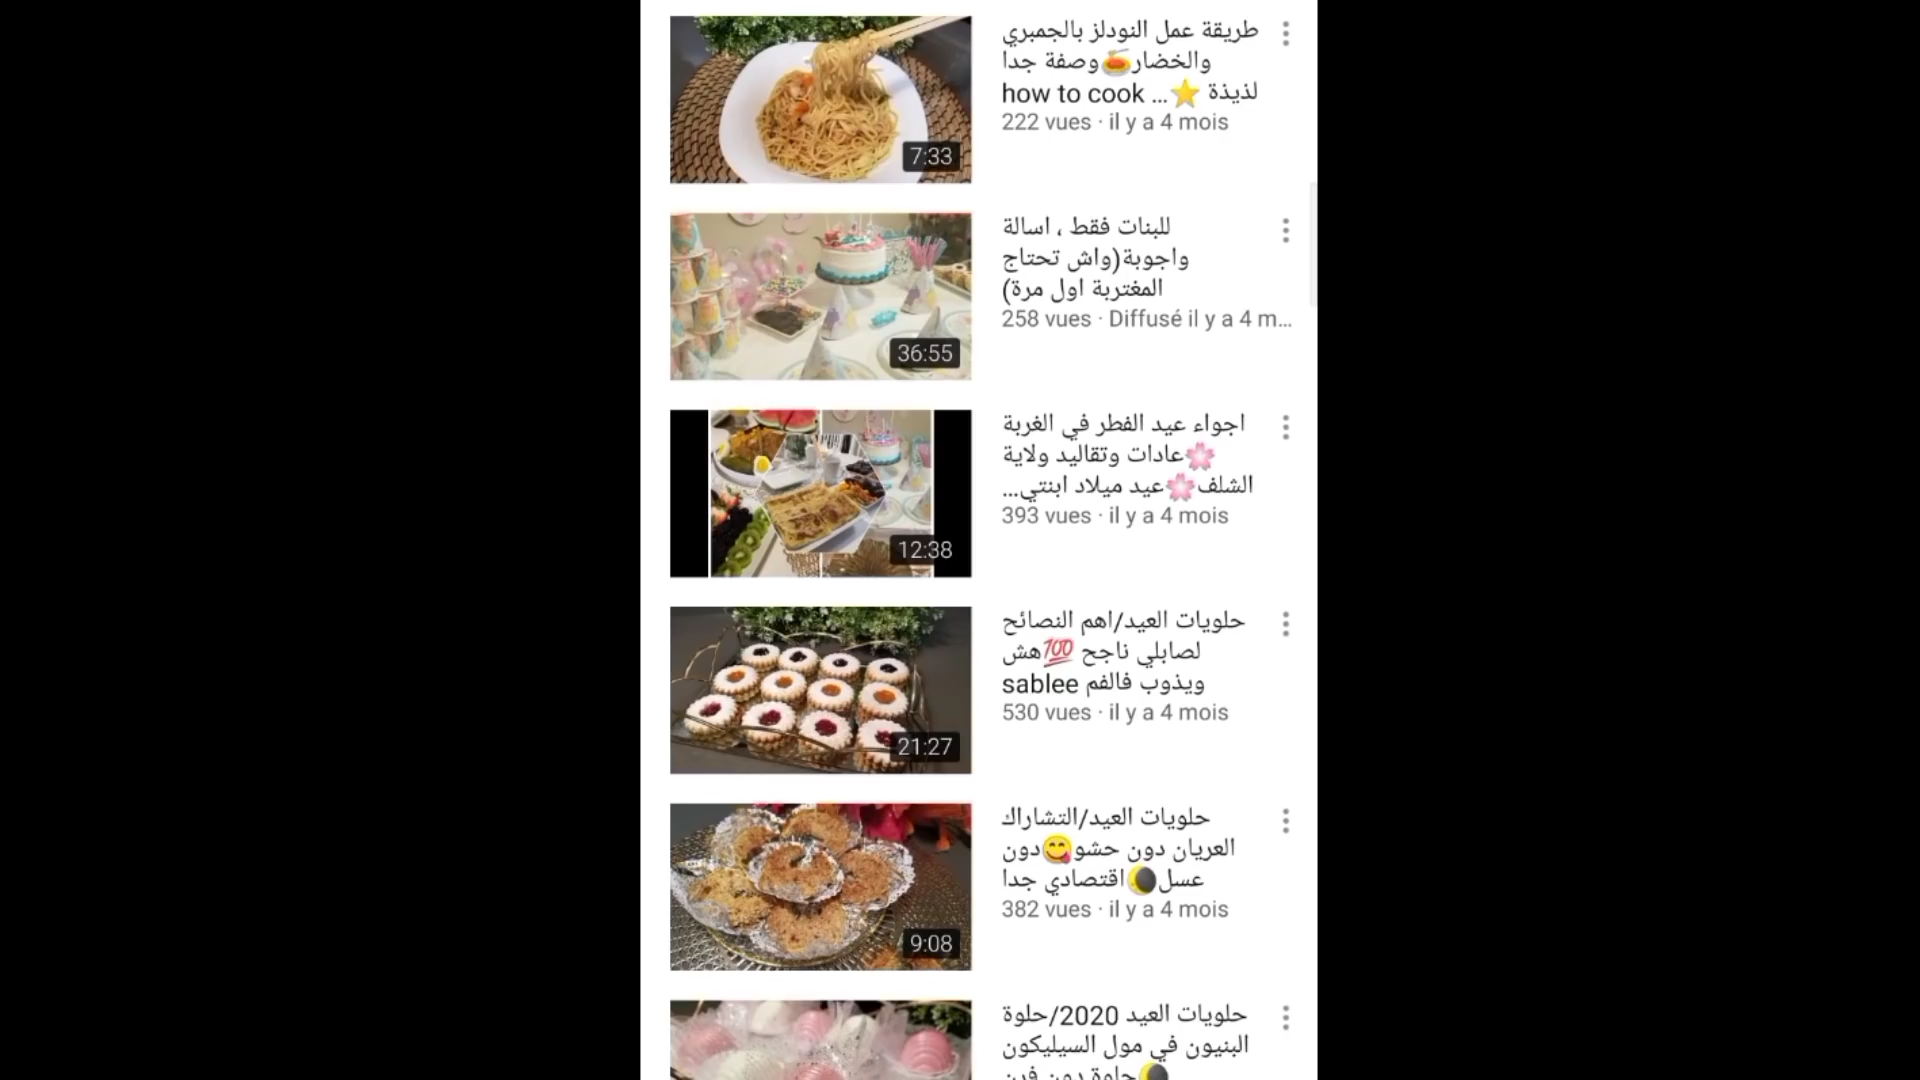 طريقة عمل النودلز بالجمبري
والخضار🍝وصفة جدا
لذيذة ⭐… how to cook
222 vues · il y a 4 mois
7:33
للبنات فقط ، اسالة
واجوبة(واش تحتاج
المغتربة اول مرة)
258 vues · Diffusé il y a 4 m…
36:55
اجواء عيد الفطر في الغربة
🌸عادات وتقاليد ولاية
الشلف🌸عيد ميلاد ابنتي…
393 vues · il y a 4 mois
12:38
حلويات العيد/اهم النصائح
لصابلي ناجح 💯هش
ويذوب فالفم sablee
530 vues · il y a 4 mois
21:27
حلويات العيد/التشاراك
العريان دون حشو😋دون
عسل🌘اقتصادي جدا
382 vues · il y a 4 mois
9:08
حلويات العيد 2020/حلوة
البنيون في مول السيليكون
🌘حلوة دون فرن